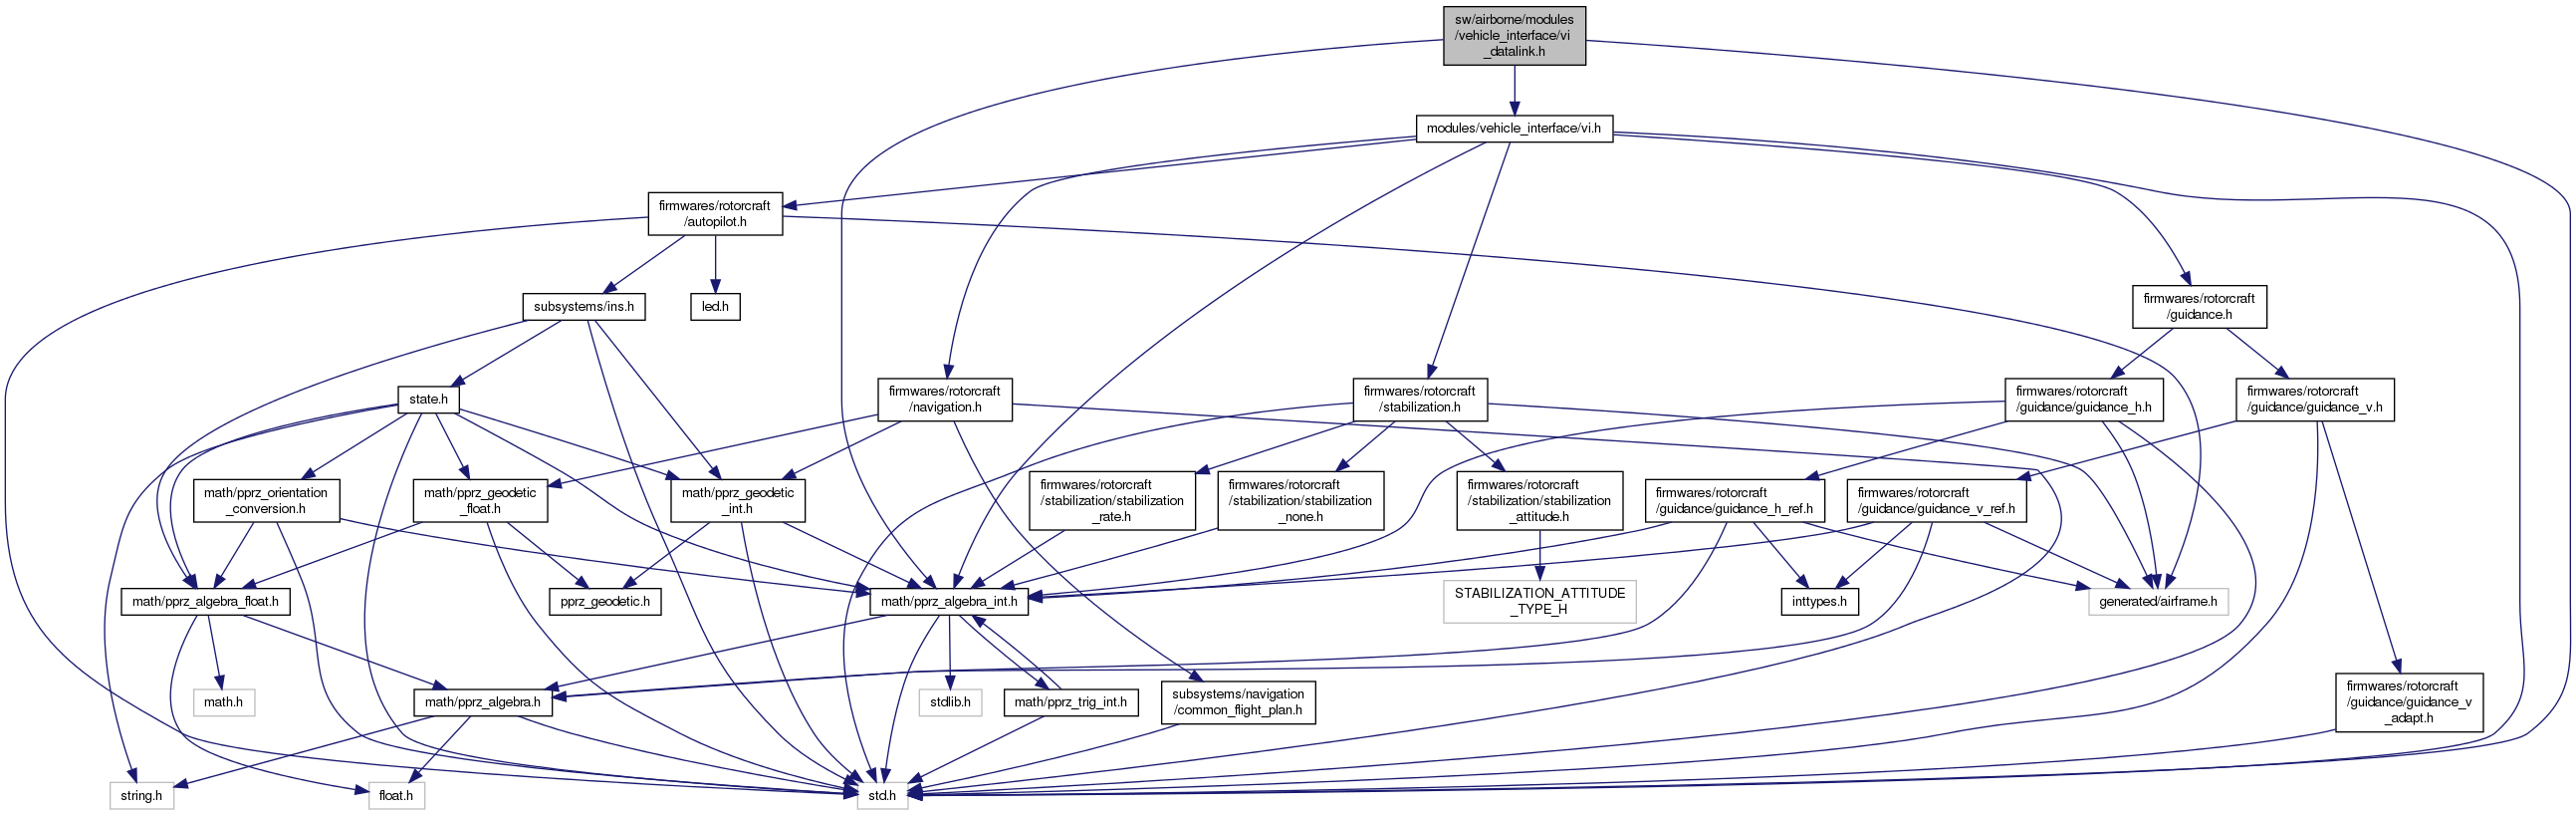 sw/airborne/modules
/vehicle_interface/vi
_datalink.h
modules/vehicle_interface/vi.h
firmwares/rotorcraft
/autopilot.h
firmwares/rotorcraft
/guidance.h
subsystems/ins.h
led.h
state.h
firmwares/rotorcraft
/navigation.h
firmwares/rotorcraft
/stabilization.h
firmwares/rotorcraft
/guidance/guidance_h.h
firmwares/rotorcraft
/guidance/guidance_v.h
math/pprz_orientation
_conversion.h
math/pprz_geodetic
_float.h
math/pprz_geodetic
_int.h
firmwares/rotorcraft
/stabilization/stabilization
_rate.h
firmwares/rotorcraft
/stabilization/stabilization
_none.h
firmwares/rotorcraft
/stabilization/stabilization
_attitude.h
firmwares/rotorcraft
/guidance/guidance_h_ref.h
firmwares/rotorcraft
/guidance/guidance_v_ref.h
math/pprz_algebra_float.h
pprz_geodetic.h
math/pprz_algebra_int.h
STABILIZATION_ATTITUDE
_TYPE_H
inttypes.h
generated/airframe.h
math.h
math/pprz_algebra.h
stdlib.h
math/pprz_trig_int.h
subsystems/navigation
/common_flight_plan.h
firmwares/rotorcraft
/guidance/guidance_v
_adapt.h
string.h
float.h
std.h